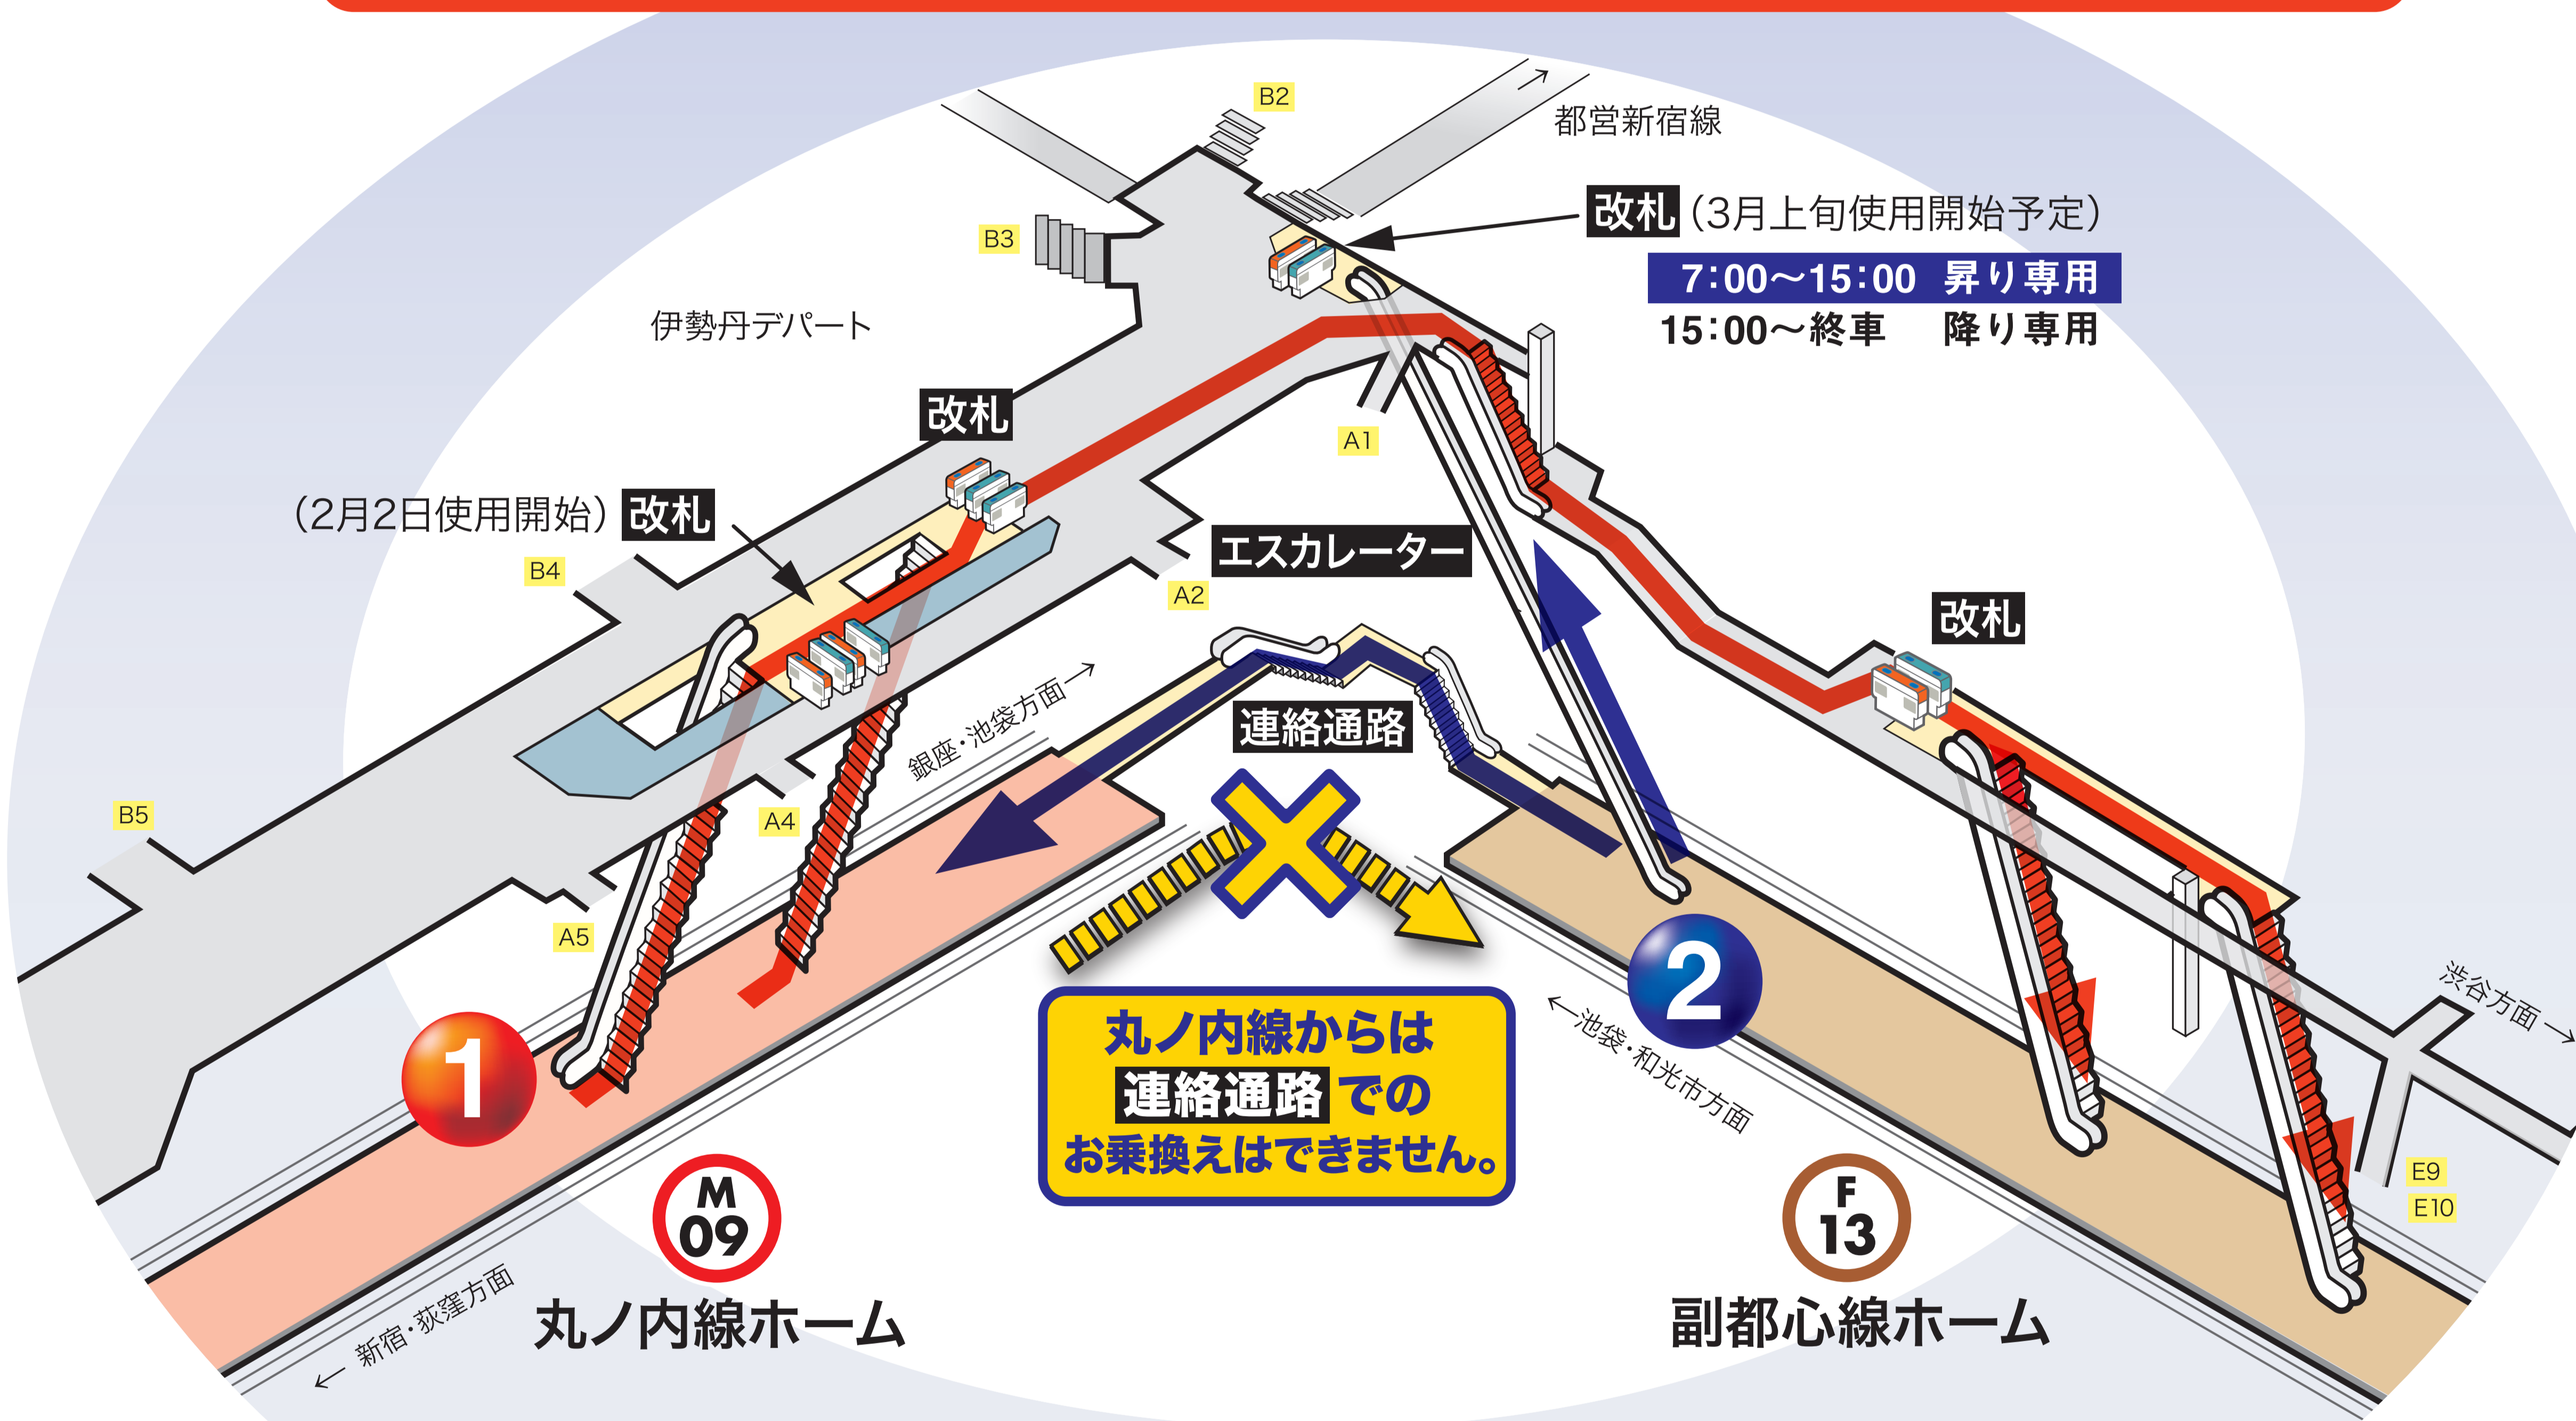 B2
都営新宿線
改札 (3月上旬使用開始予定)
7:00～15:00 昇り専用
15:00～終車 降り専用
B3
伊勢丹デパート
改札
A1
(2月2日使用開始) 改札
エスカレーター
B4
A2
改札
銀座・池袋方面→
連絡通路
B5
A4
A5
1
2
丸ノ内線からは
連絡通路 での
お乗換えはできません。
←池袋・和光市方面
渋谷方面→
E9
E10
M
09
F
13
←新宿・荻窪方面
丸ノ内線ホーム
副都心線ホーム